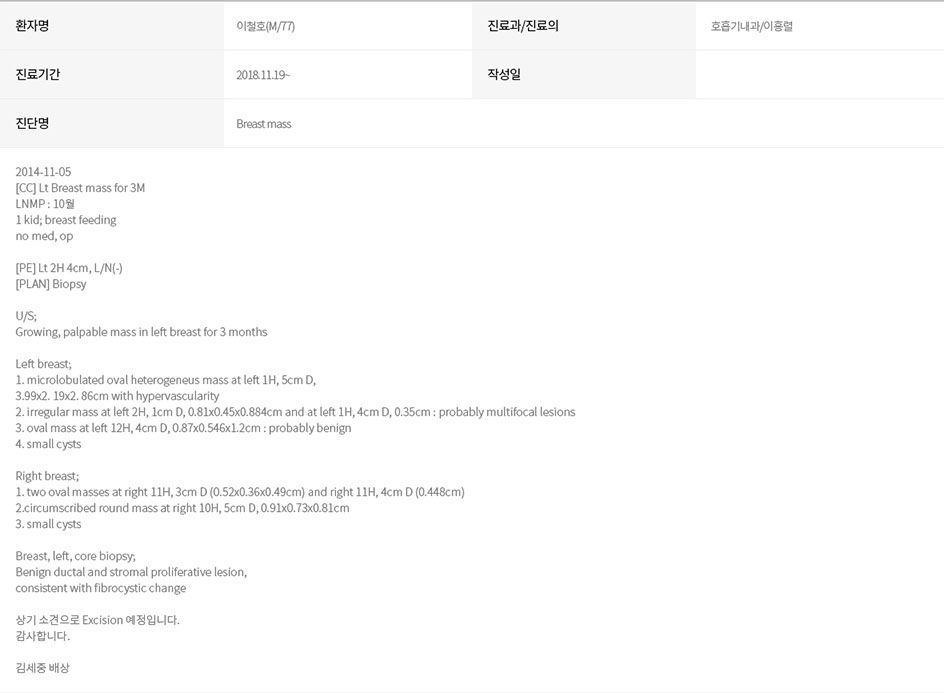 환자명 이철호(M/77) 진료과/진료의 호흡기내과/이홍렬
진료기간 2018.11.19~ 작성일
진단명 Breast mass
2014-11-05
[CC] Lt Breast mass for 3M
LNMP : 10월
1 kid; breast feeding
no med, op
[PE] Lt 2H 4cm, L/N(-)
[PLAN] Biopsy
U/S;
Growing, palpable mass in left breast for 3 months
Left breast;
1. microlobulated oval heterogeneus mass at left 1H, 5cm D,
3.99x2. 19x2. 86cm with hypervascularity
2. irregular mass at left 2H, 1cm D, 0.81x0.45x0.884cm and at left 1H, 4cm D, 0.35cm : probably multifocal lesions
3. oval mass at left 12H, 4cm D, 0.87x0.546x1.2cm : probably benign
4. small cysts
Right breast;
1. two oval masses at right 11H, 3cm D (0.52x0.36x0.49cm) and right 11H, 4cm D (0.448cm)
2.circumscribed round mass at right 10H, 5cm D, 0.91x0.73x0.81cm
3. small cysts
Breast, left, core biopsy;
Benign ductal and stromal proliferative lesion,
consistent with fibrocystic change
상기 소견으로 Excision 예정입니다.
감사합니다.
김세중 배상